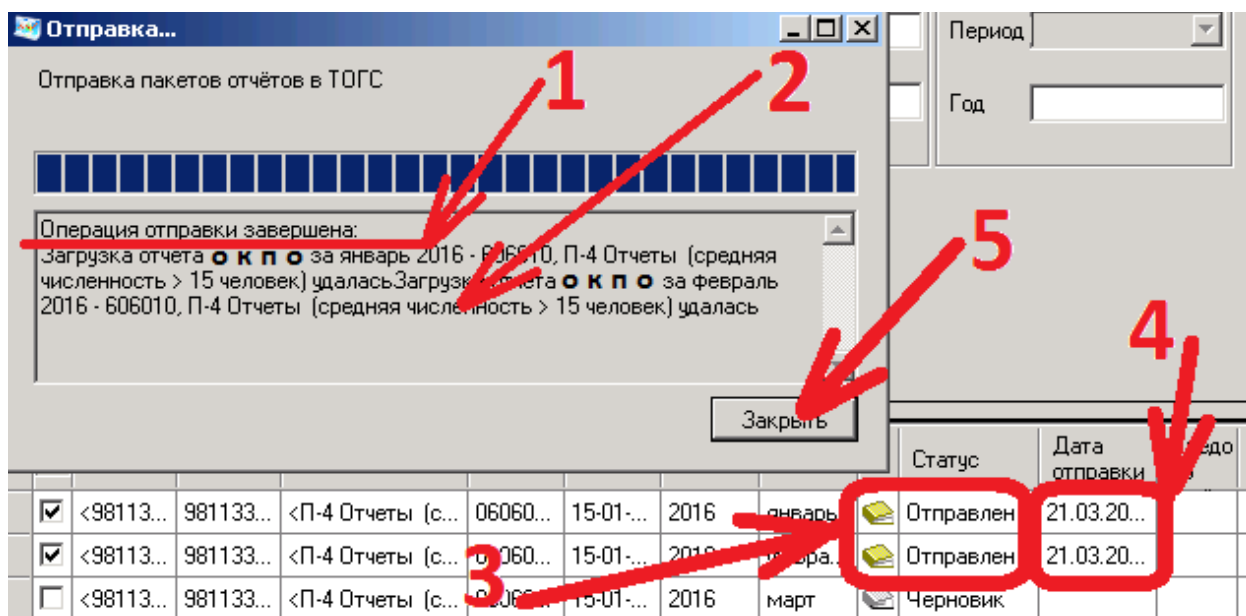 Отправка...
Отправка пакетов отчётов в ТОГС
1
2
Период
Год
Операция отправки завершена:
Загрузка отчета о к п о за январь 2016 - 606010, П-4 Отчеты (средняя
численность > 15 человек) удаласьЗагрузка отчета о к п о за февраль
2016 - 606010, П-4 Отчеты (средняя численность > 15 человек) удалась
5
4
Закрыть
Статус
Дата
отправки
<98113... 981133... <П-4 Отчеты (с... 06060... 15-01-... 2016 январь Отправлен 21.03.20...
<98113... 981133... <П-4 Отчеты (с... 15-01-... Отправлен 21.03.20...
3
<98113... 981133... <П-4 Отчеты (с... 15-01-... 2016 март Черновик